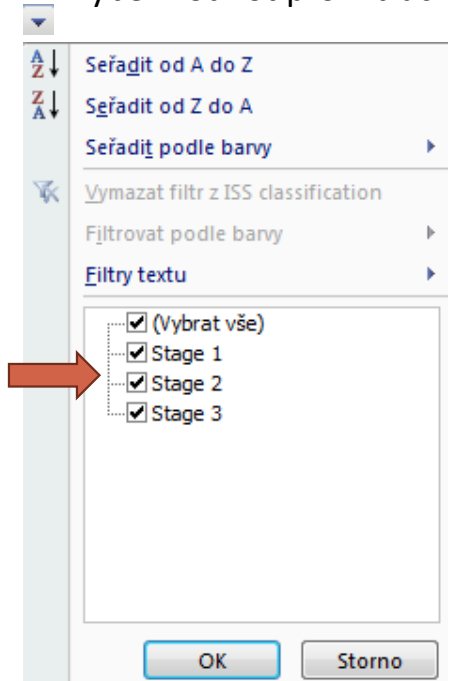 Seřadit od A do Z
Seřadit od Z do A
Seřadit podle barvy
Vymazat filtr z ISS classification
Filtrovat podle barvy
Filtry textu
(Vybrat vše)
Stage 1
Stage 2
Stage 3
OK Storno